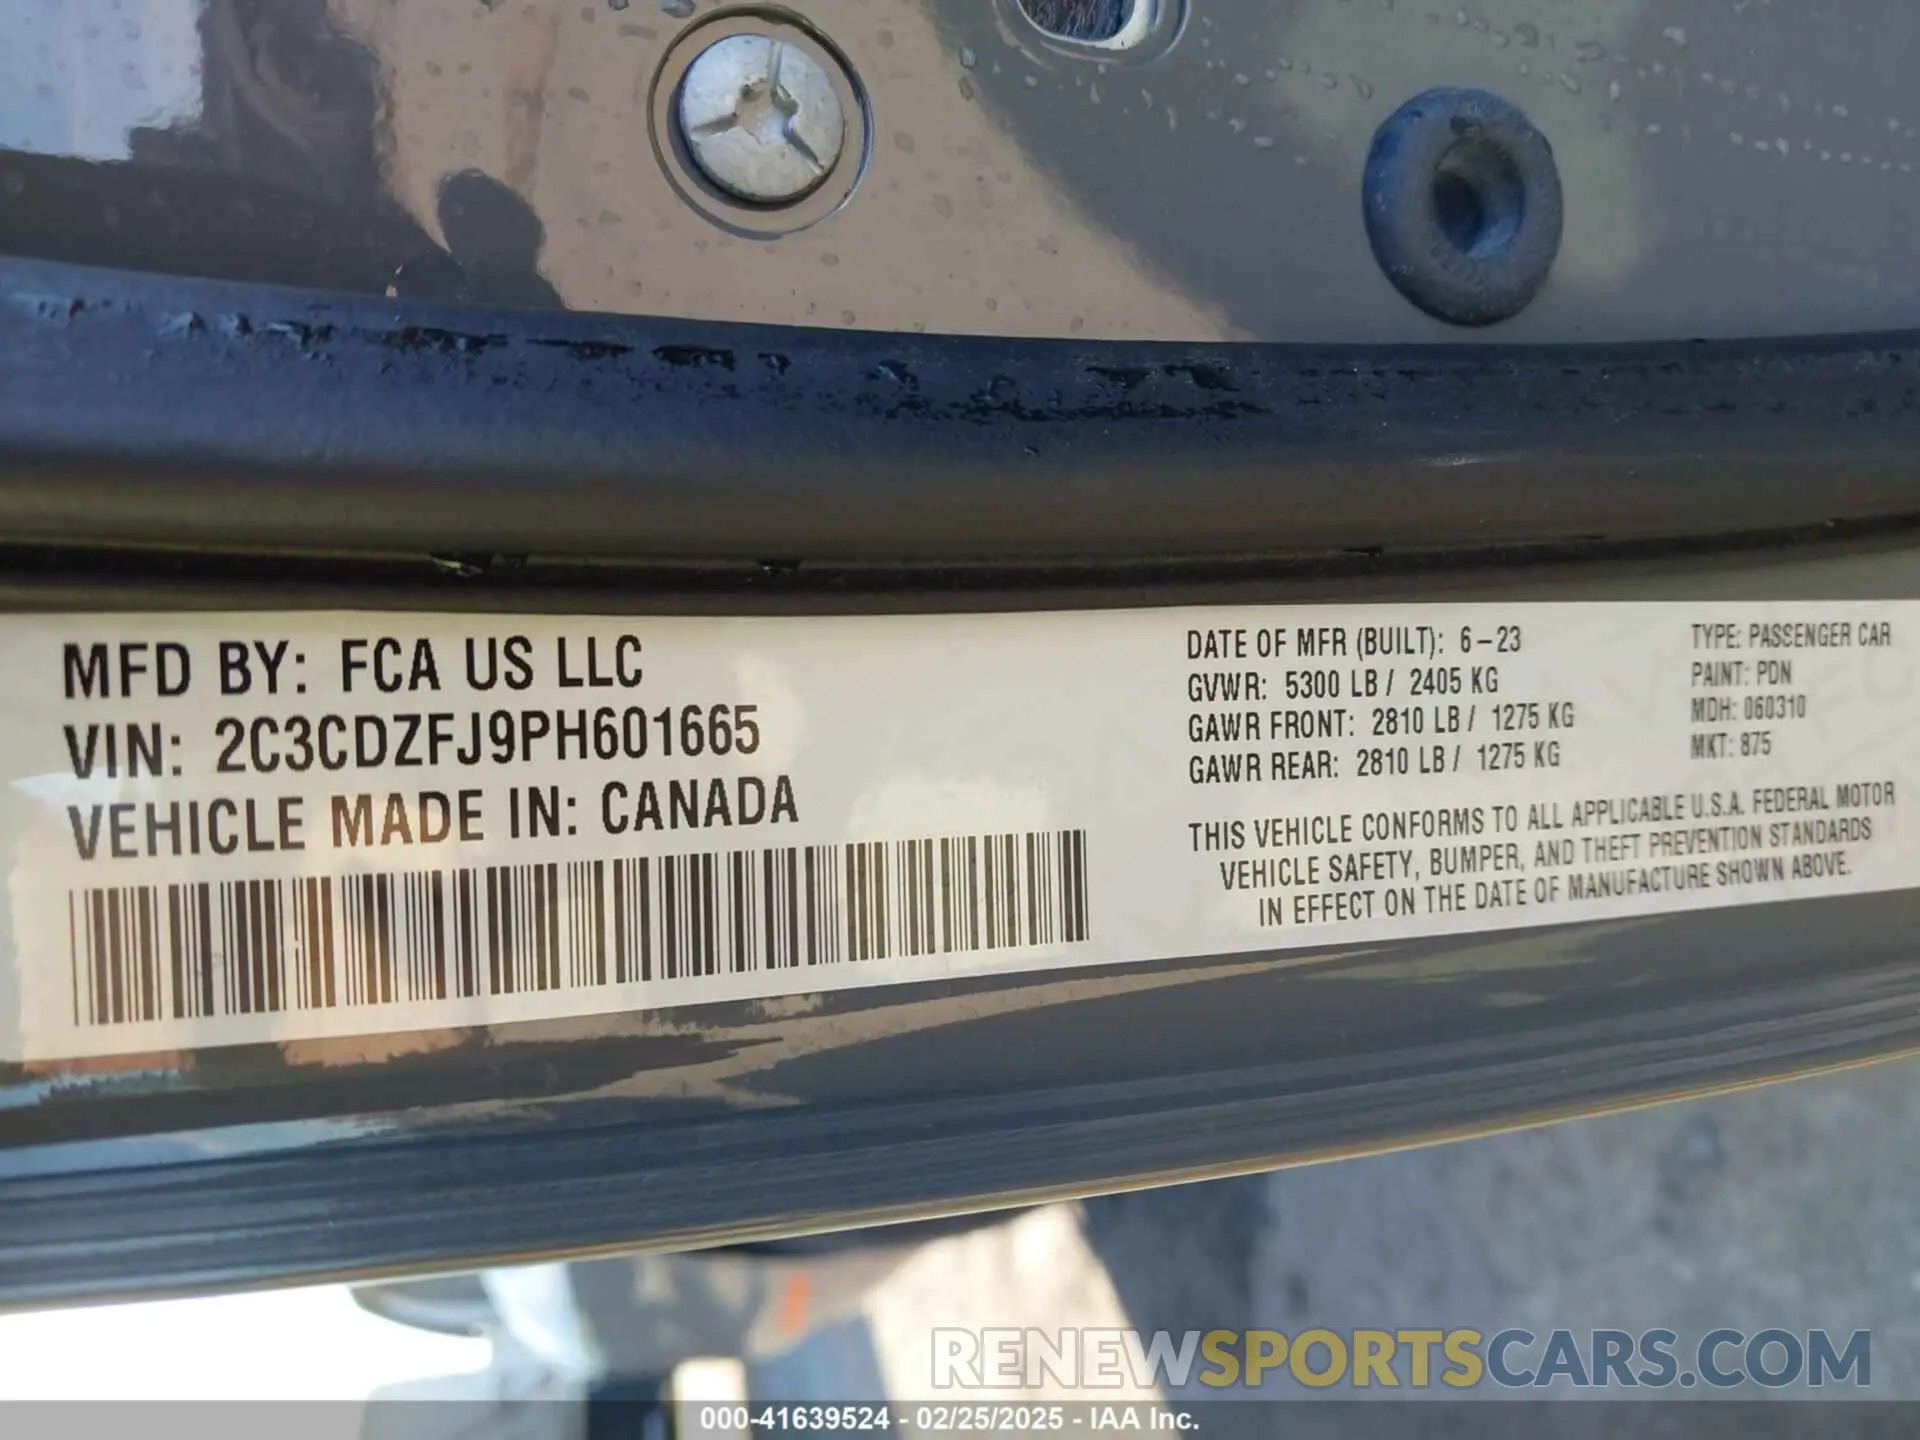 MFD BY: FCA US LLC
VIN: 2C3CDZFJ9PH601665
VEHICLE MADE IN: CANADA
DATE OF MFR (BUILT): 6-23
GVWR: 5300 LB / 2405 KG
GAWR FRONT: 2810 LB / 1275 KG
GAWR REAR: 2810 LB / 1275 KG
TYPE: PASSENGER CAR
PAINT: PDN
MDH: 060310
MKT: 875
THIS VEHICLE CONFORMS TO ALL APPLICABLE U.S.A. FEDERAL MOTOR
VEHICLE SAFETY, BUMPER, AND THEFT PREVENTION STANDARDS
IN EFFECT ON THE DATE OF MANUFACTURE SHOWN ABOVE.
RENEWSPORTSCARS.COM
000-41639524 - 02/25/2025 - IAA Inc.